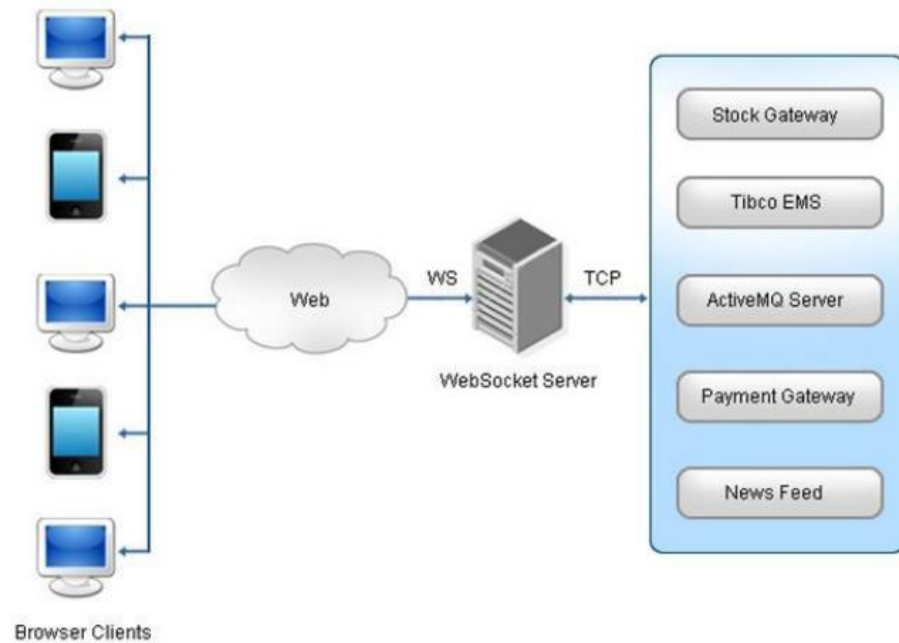 Stock Gateway
Tibco EMS
WS
TCP
Web
ActiveMQ Server
WebSocket Server
Payment Gateway
News Feed
Browser Clients